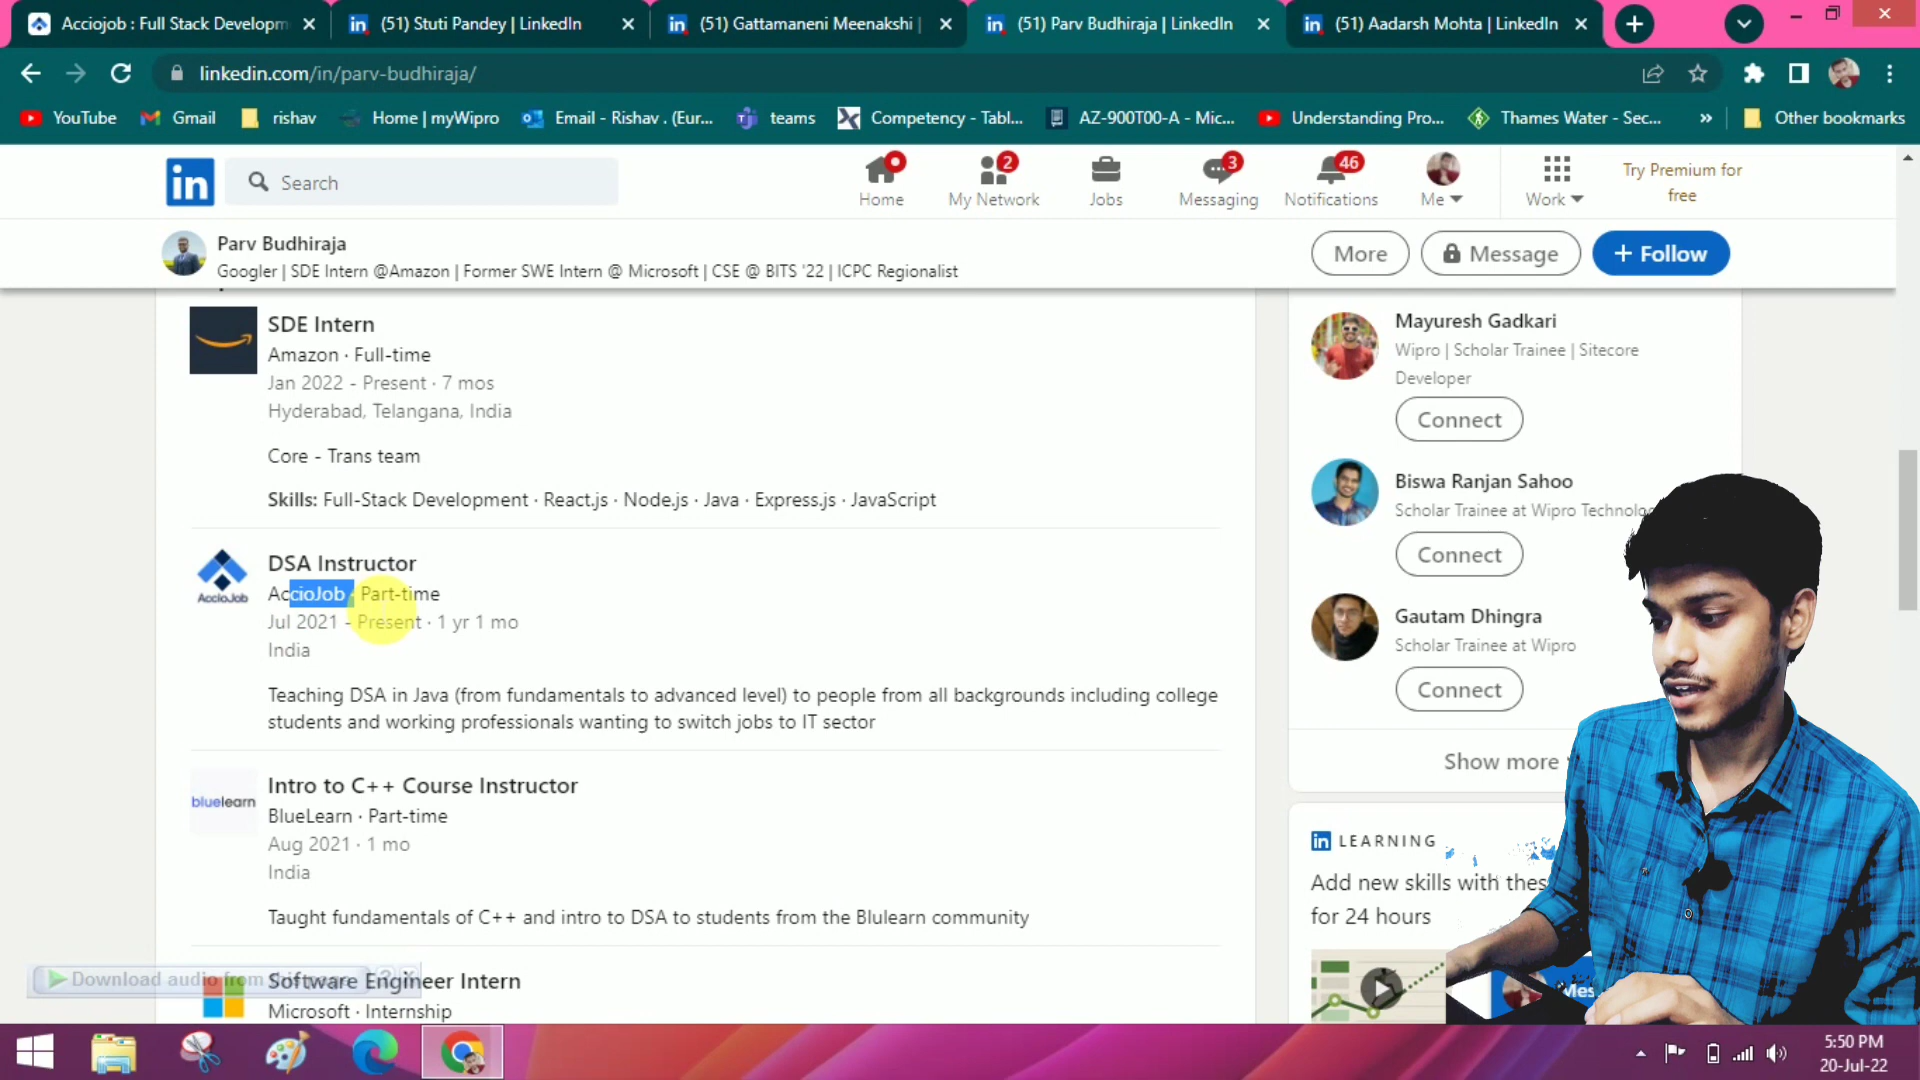 Acciojob : Full Stack Developm
(51) Stuti Pandey | LinkedIn
(51) Gattamaneni Meenakshi |
(51) Parv Budhiraja | LinkedIn
(51) Aadarsh Mohta | LinkedIn
linkedin.com/in/parv-budhiraja/
YouTube
Gmail
rishav
Home | myWipro
Email - Rishav . (Eur...
teams
Competency - Tabl...
AZ-900T00-A - Mic...
Understanding Pro...
Thames Water - Sec...
»
Other bookmarks
in
Search
Home
2
My Network
Jobs
3
Messaging
46
Notifications
Me
Work
Try Premium for
free
Parv Budhiraja
Googler | SDE Intern @Amazon | Former SWE Intern @ Microsoft | CSE @ BITS '22 | ICPC Regionalist
More
Message
+ Follow
SDE Intern
Amazon · Full-time
Jan 2022 - Present · 7 mos
Hyderabad, Telangana, India
Core - Trans team
Skills: Full-Stack Development · React.js · Node.js · Java · Express.js · JavaScript
AccioJob
DSA Instructor
AccioJob · Part-time
Jul 2021 - Present · 1 yr 1 mo
India
Teaching DSA in Java (from fundamentals to advanced level) to people from all backgrounds including college
students and working professionals wanting to switch jobs to IT sector
bluelearn
Intro to C++ Course Instructor
BlueLearn · Part-time
Aug 2021 · 1 mo
India
Taught fundamentals of C++ and intro to DSA to students from the Blulearn community
Download audio from this page
Software Engineer Intern
Microsoft · Internship
Mayuresh Gadkari
Wipro | Scholar Trainee | Sitecore
Developer
Connect
Biswa Ranjan Sahoo
Scholar Trainee at Wipro Technolo
Connect
Gautam Dhingra
Scholar Trainee at Wipro
Connect
Show more
in LEARNING
Add new skills with thes
for 24 hours
Mes
5:50 PM
20-Jul-22